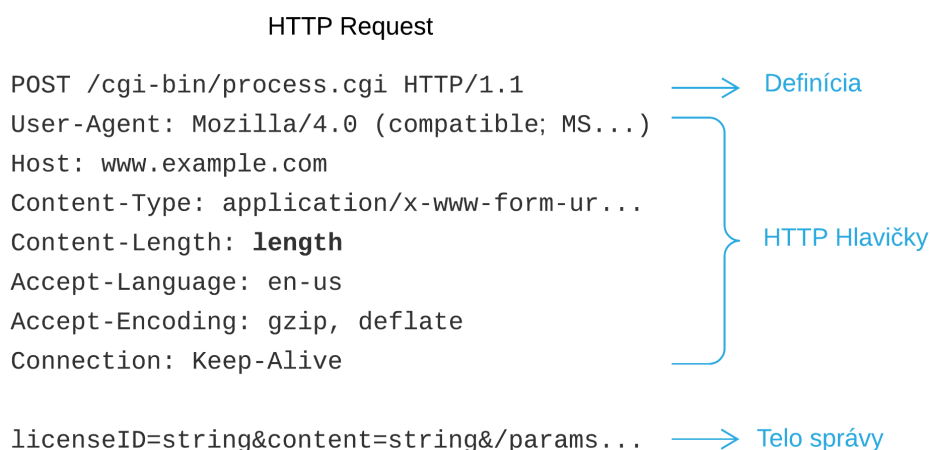 HTTP Request
POST /cgi-bin/process.cgi HTTP/1.1
Definícia
User-Agent: Mozilla/4.0 (compatible; MS...)
Host: www.example.com
Content-Type: application/x-www-form-ur...
Content-Length: length
HTTP Hlavičky
Accept-Language: en-us
Accept-Encoding: gzip, deflate
Connection: Keep-Alive
licenseID=string&content=string&/params...
Telo správy